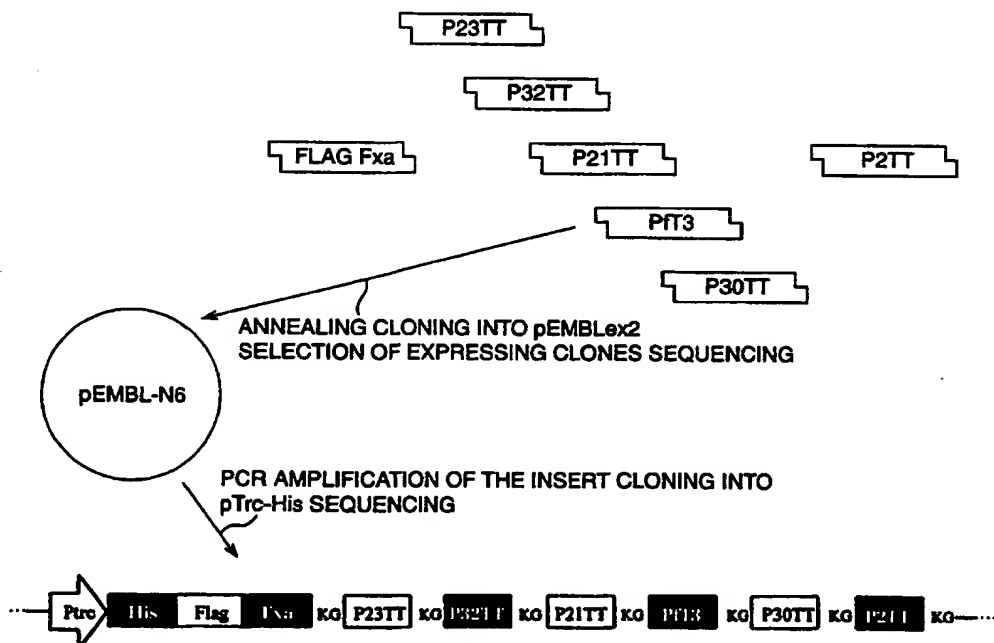 P23TT
P32TT
FLAG Fxa
P21TT
P2TT
PfT3
P30TT
ANNEALING CLONING INTO pEMBLex2
SELECTION OF EXPRESSING CLONES SEQUENCING
pEMBL-N6
PCR AMPLIFICATION OF THE INSERT CLONING INTO
pTrc-His SEQUENCING
Ptrc His Flag Fxa KG P23TT KG P32TT KG P21TT KG PfT3 KG P30TT KG P2TT KG